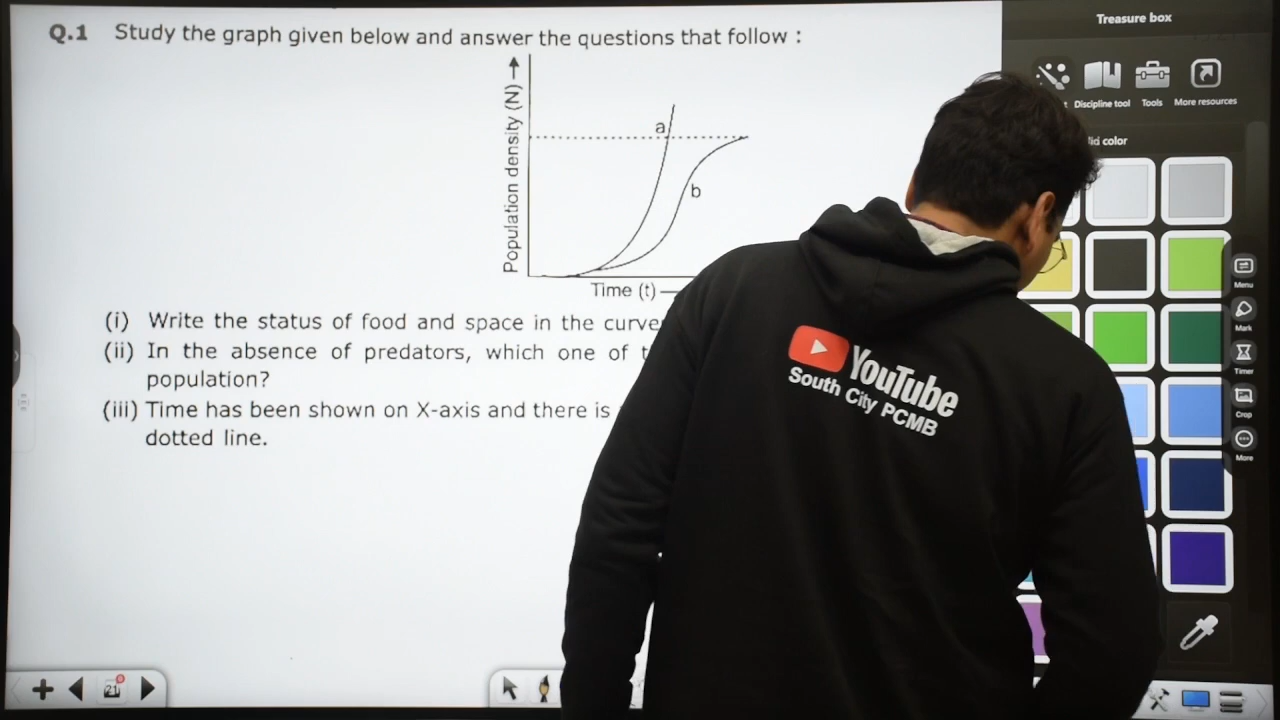 Q.1 Study the graph given below and answer the questions that follow :
Population density (N)
a
b
Time (t)
(i) Write the status of food and space in the curve
(ii) In the absence of predators, which one of
population?
(iii) Time has been shown on X-axis and there is
dotted line.
YouTube
South City PCMB
Treasure box
Discipline tool
Tools
More resources
color
Menu
Mark
Timer
Crop
More
21